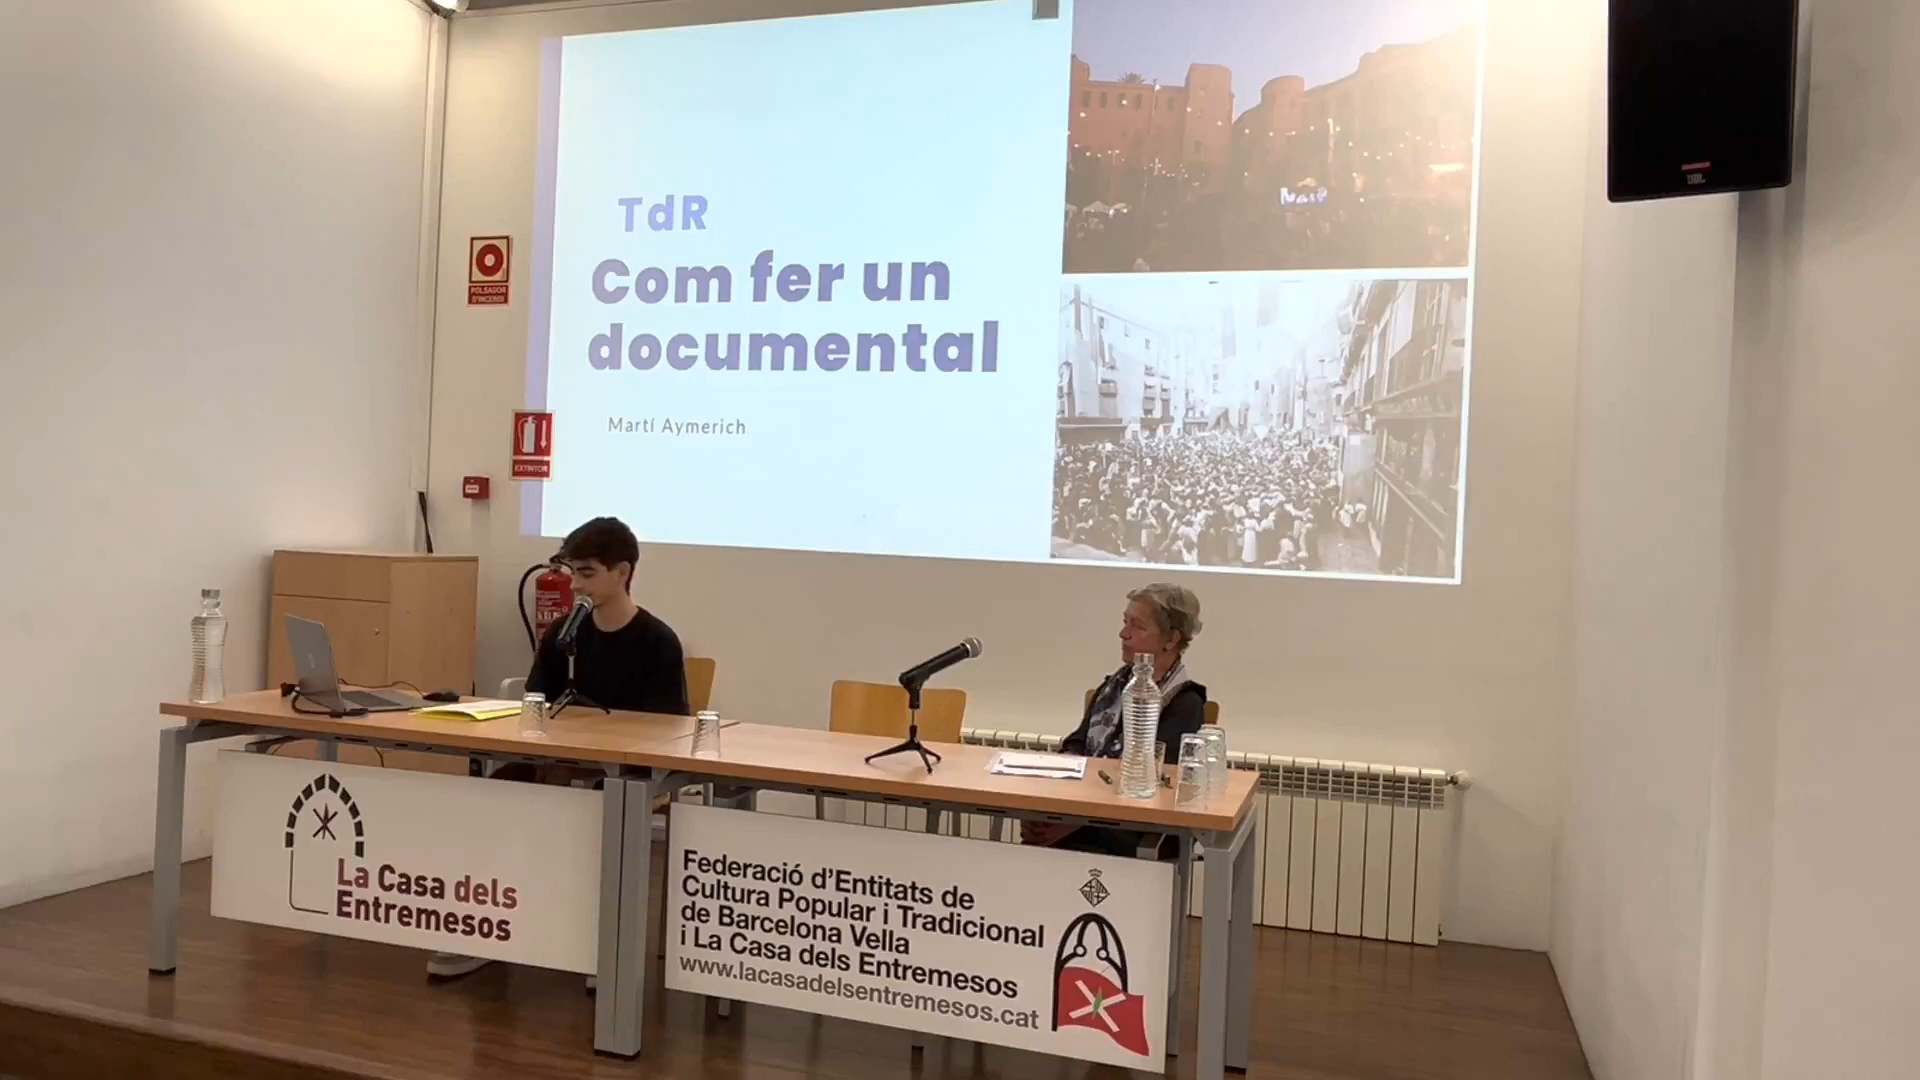 TdR
Com fer un
documental
Martí Aymerich
POLSADOR
D'INCENDI
EXTINTOR
JBL
La Casa dels
Entremesos
Federació d'Entitats de
Cultura Popular i Tradicional
de Barcelona Vella
i La Casa dels Entremesos
www.lacasadelsentremesos.cat